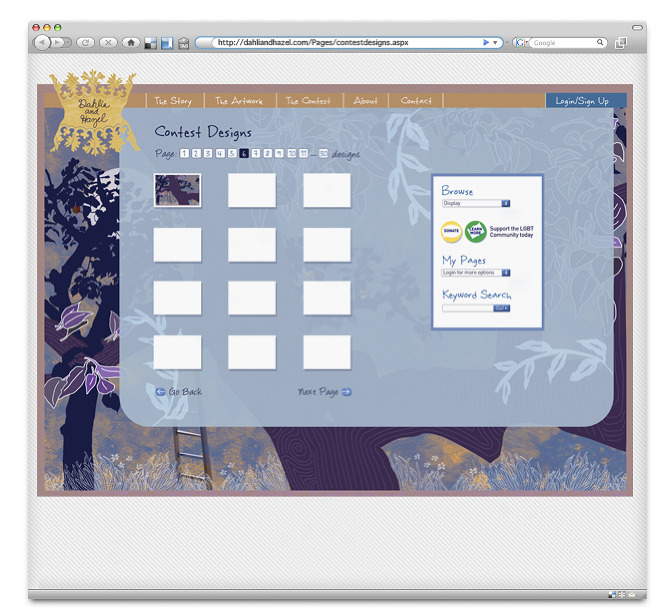 http://dahliandhazel.com/Pages/contestdesigns.aspx
Google
Dahlia
and
Hazel
The Story
The Artwork
The Contest
About
Contact
Login/Sign Up
Contest Designs
Page: 1 2 3 4 5 6 7 8 9 10 11 ... 50 designs
Browse
Display
DONATE
LEARN
MORE
Support the LGBT
Community today
My Pages
Login for more options
Keyword Search
Go Back
Next Page